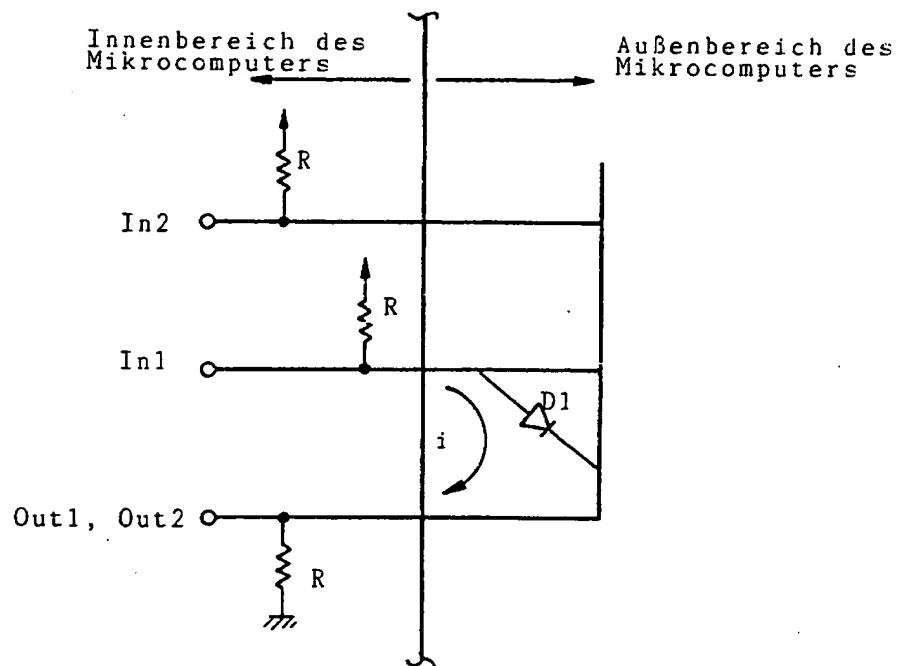 Innenbereich des
Mikrocomputers
Außenbereich des
Mikrocomputers
R
In2
R
In1
D1
i
Out1, Out2
R